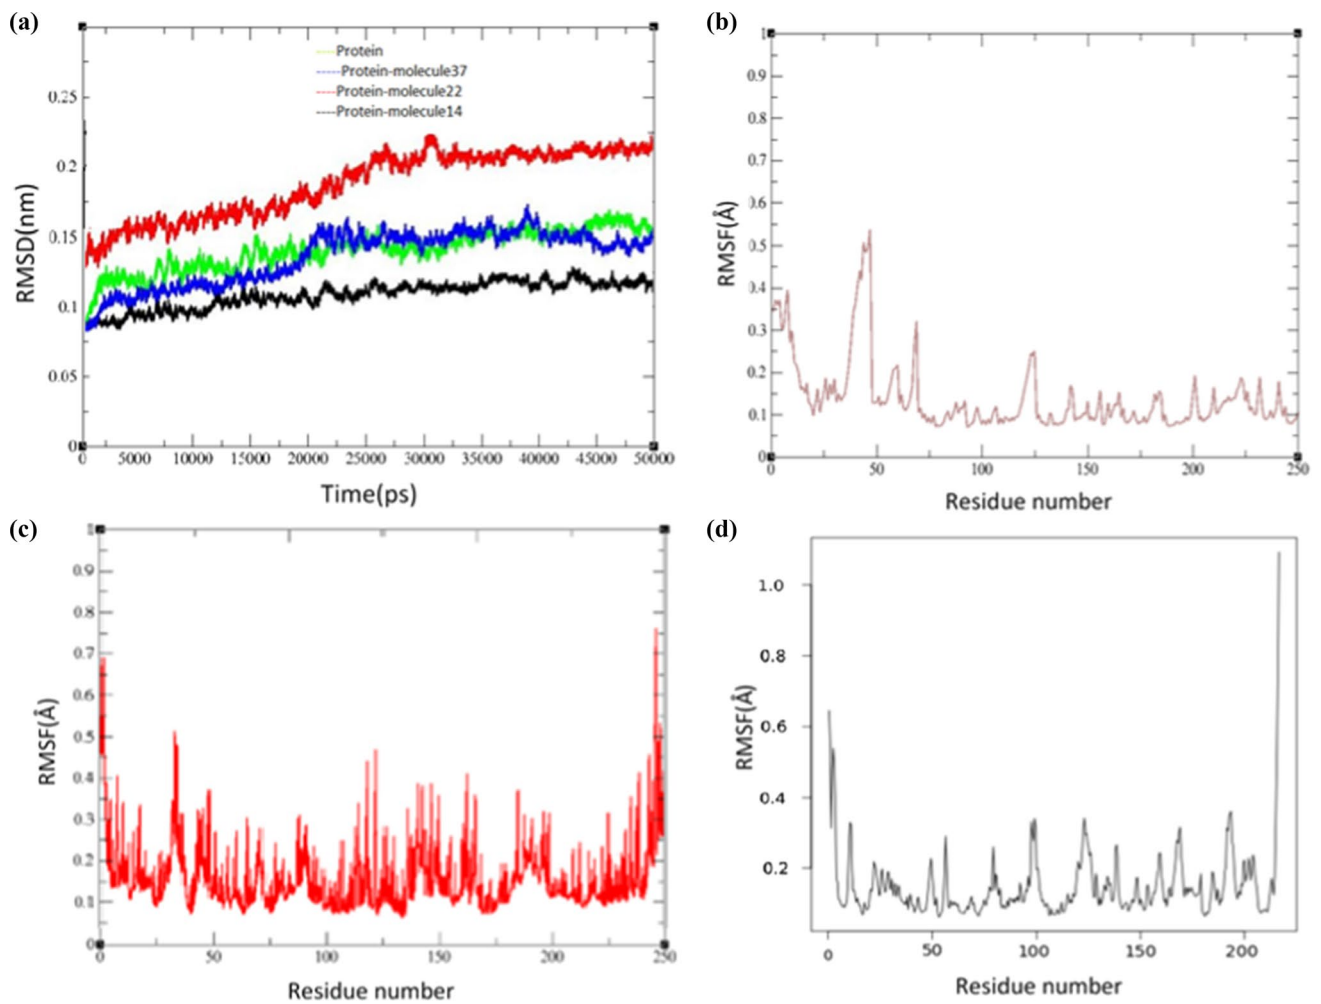 (a)
Protein
Protein-molecule37
Protein-molecule22
Protein-molecule14
0.25
0.2
0.15
0.1
0.05
0
RMSD(nm)
0 5000 10000 15000 20000 25000 30000 35000 40000 45000 50000
Time(ps)
(b)
1
0.9
0.8
0.7
0.6
0.5
0.4
0.3
0.2
0.1
0
RMSF(Å)
0 50 100 150 200 250
Residue number
(c)
1
0.9
0.8
0.7
0.6
0.5
0.4
0.3
0.2
0.1
0
RMSF(Å)
0 50 100 150 200 250
Residue number
(d)
1.0
0.8
0.6
0.4
0.2
RMSF(Å)
0 50 100 150 200
Residue number